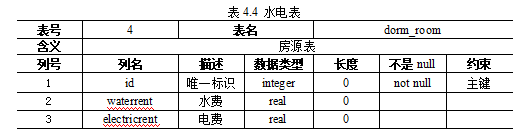 表 4.4 水电表
表号 4 表名 dorm_room
含义 房源表
列号 列名 描述 数据类型 长度 不是 null 约束
1 id 唯一标识 integer 0 not null 主键
2 waterrent 水费 real 0
3 electricrent 电费 real 0